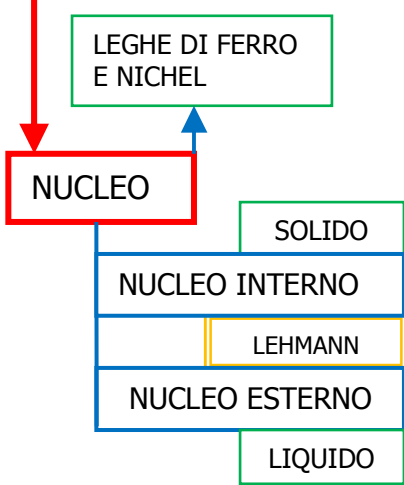 LEGHE DI FERRO
E NICHEL
NUCLEO
SOLIDO
NUCLEO INTERNO
LEHMANN
NUCLEO ESTERNO
LIQUIDO